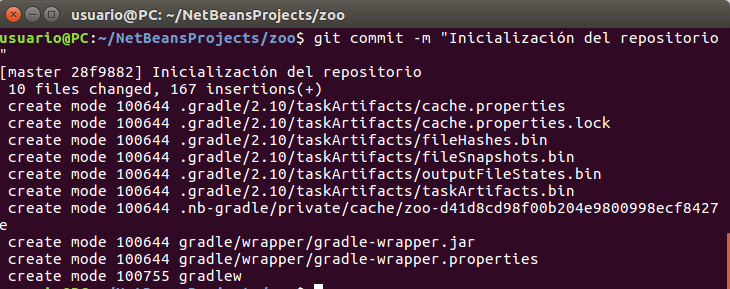 usuario@PC: ~/NetBeansProjects/zoo
usuario@PC:~/NetBeansProjects/zoo$ git commit -m "Inicialización del repositorio
"
[master 28f9882] Inicialización del repositorio
 10 files changed, 167 insertions(+)
 create mode 100644 .gradle/2.10/taskArtifacts/cache.properties
 create mode 100644 .gradle/2.10/taskArtifacts/cache.properties.lock
 create mode 100644 .gradle/2.10/taskArtifacts/fileHashes.bin
 create mode 100644 .gradle/2.10/taskArtifacts/fileSnapshots.bin
 create mode 100644 .gradle/2.10/taskArtifacts/outputFileStates.bin
 create mode 100644 .gradle/2.10/taskArtifacts/taskArtifacts.bin
 create mode 100644 .nb-gradle/private/cache/zoo-d41d8cd98f00b204e9800998ecf8427
e
 create mode 100644 gradle/wrapper/gradle-wrapper.jar
 create mode 100644 gradle/wrapper/gradle-wrapper.properties
 create mode 100755 gradlew
usuario@PC:~/NetBeansProjects/zoo$